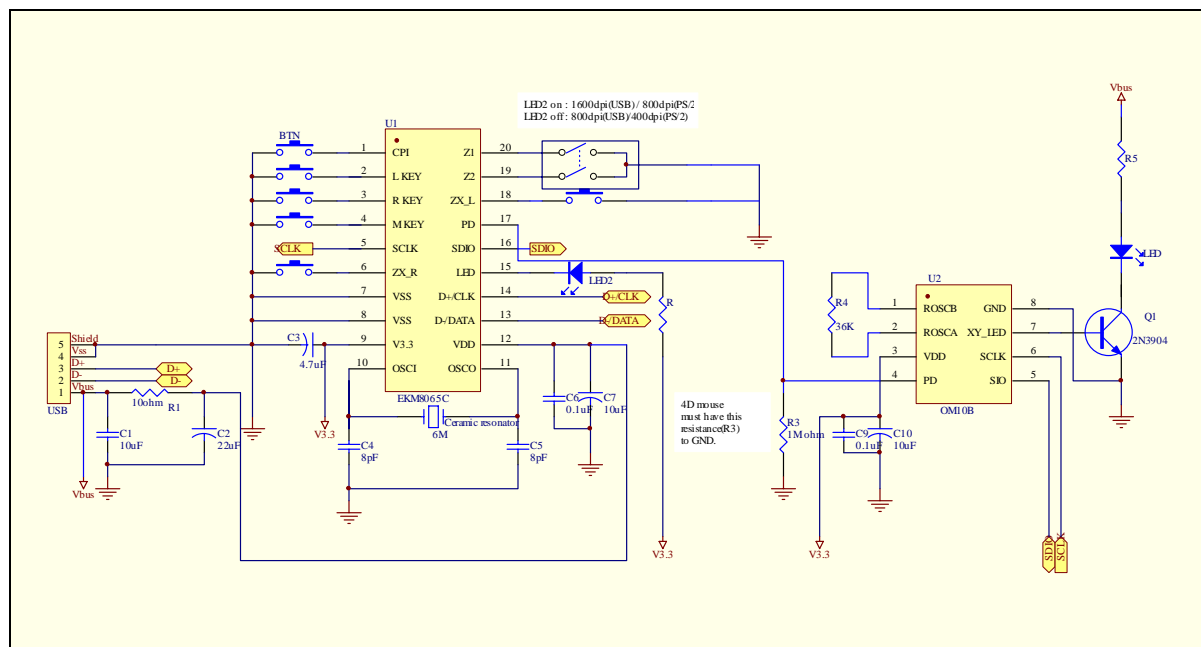 LED2 on : 1600dpi(USB) / 800dpi(PS/2
LED2 off : 800dpi(USB)/400dpi(PS/2)
BTN
U1
1 CPI Z1 20
2 L KEY Z2 19
3 R KEY ZX_L 18
4 M KEY PD 17
SCLK 5 SCLK SDIO 16 SDIO
6 ZX_R LED 15 LED2
7 VSS D+/CLK 14 D+/CLK
8 VSS D-/DATA 13 D-/DATA
9 V3.3 VDD 12
10 OSCI OSCO 11
EKM8065C
C3
4.7uF
V3.3
Ceramic resonator
6M
C4
8pF
C5
8pF
C6
0.1uF
C7
10uF
R
V3.3
5 Shield
4 Vss
3 D+ D+
2 D- D-
1 Vbus
USB
10ohm R1
C1
10uF
C2
22uF
Vbus
4D mouse
must have this
resistance(R3)
to GND.
R3
1M ohm
R4
36K
U2
1 ROSCB GND 8
2 ROSCA XY_LED 7
3 VDD SCLK 6
4 PD SIO 5
OM10B
C9
0.1uF
C10
10uF
V3.3
Vbus
R5
LED
Q1
2N3904